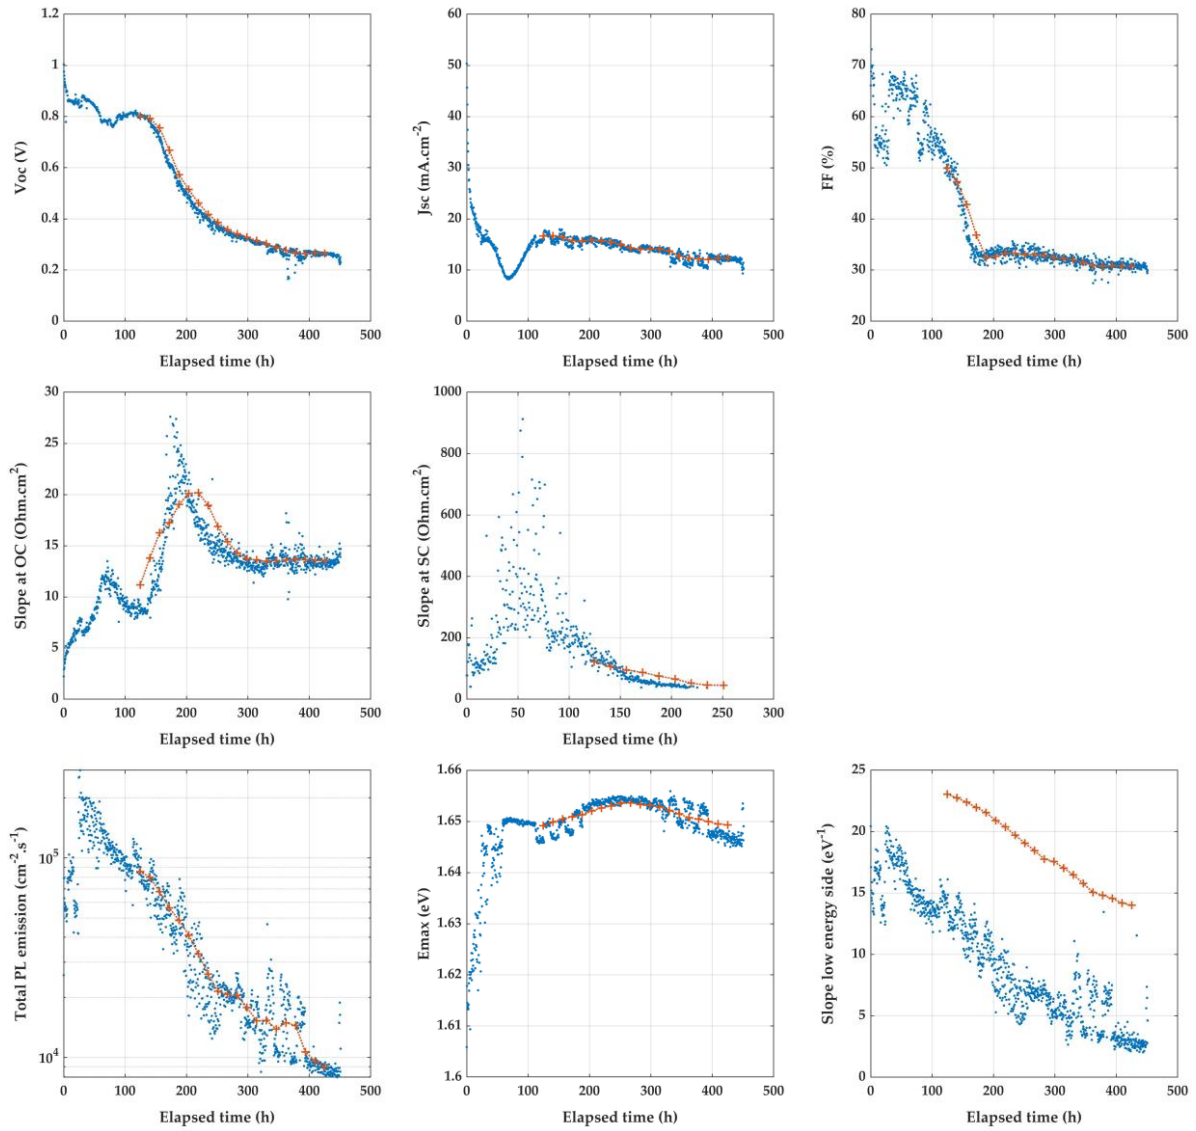 1.2
1
0.8
0.6
0.4
0.2
0
Voc (V)
0 100 200 300 400 500
Elapsed time (h)
60
50
40
30
20
10
0
Jsc (mA.cm-2)
0 100 200 300 400 500
Elapsed time (h)
80
70
60
50
40
30
20
FF (%)
0 100 200 300 400 500
Elapsed time (h)
30
25
20
15
10
5
0
Slope at OC (Ohm.cm2)
0 100 200 300 400 500
Elapsed time (h)
1000
800
600
400
200
0
Slope at SC (Ohm.cm2)
0 50 100 150 200 250 300
Elapsed time (h)
10^5
10^4
Total PL emission (cm-2.s-1)
0 100 200 300 400 500
Elapsed time (h)
1.66
1.65
1.64
1.63
1.62
1.61
1.6
Emax (eV)
0 100 200 300 400 500
Elapsed time (h)
25
20
15
10
5
0
Slope low energy side (eV-1)
0 100 200 300 400 500
Elapsed time (h)